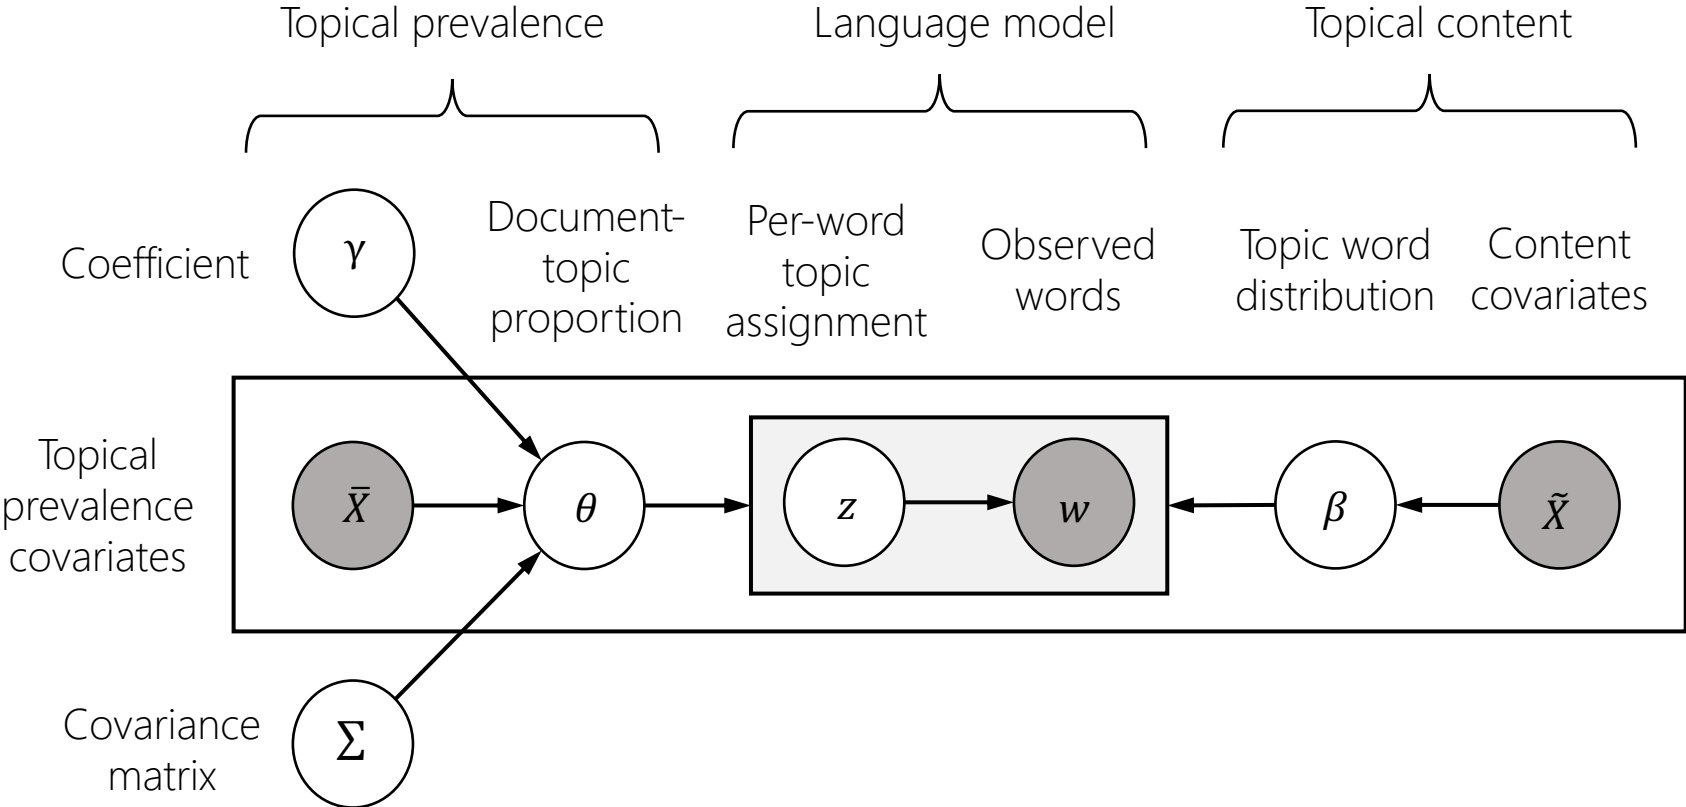 Topical prevalence
Language model
Topical content
Coefficient
γ
Document-
topic
proportion
Per-word
topic
assignment
Observed
words
Topic word
distribution
Content
covariates
Topical
prevalence
covariates
X̄
θ
z
w
β
X̃
Covariance
matrix
Σ